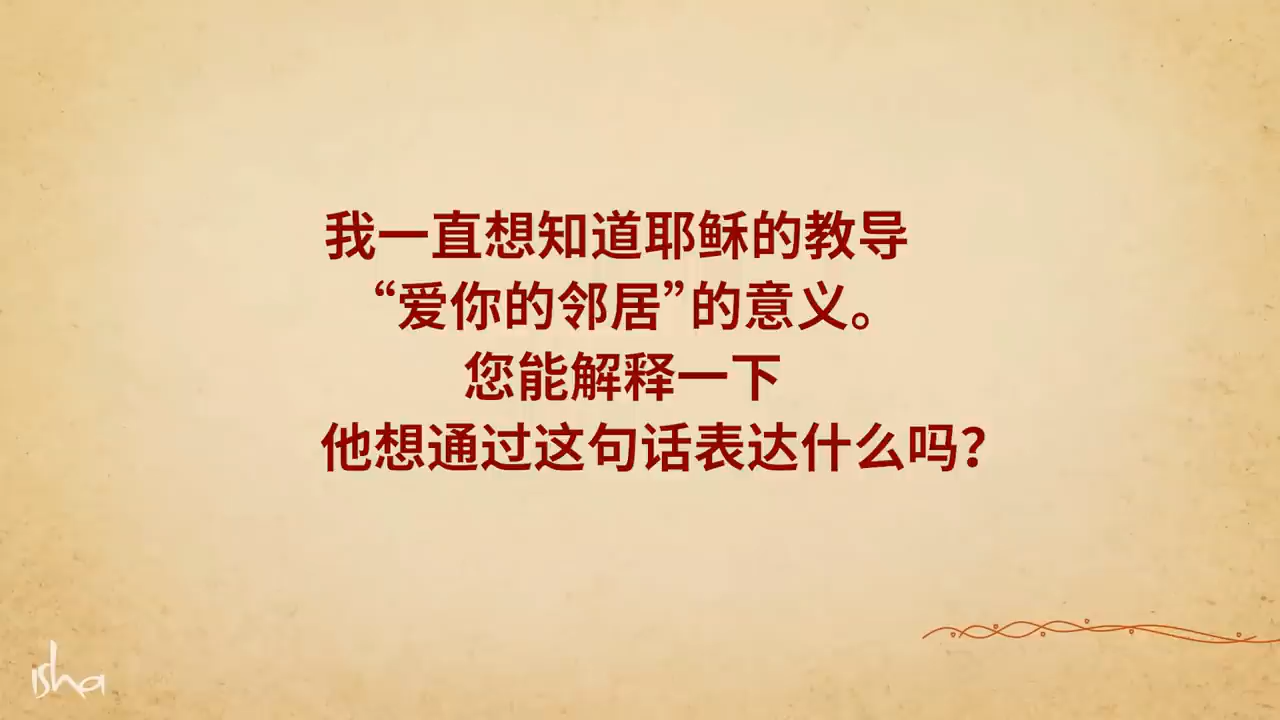 我一直想知道耶稣的教导
“爱你的邻居”的意义。
您能解释一下
他想通过这句话表达什么吗？
isha